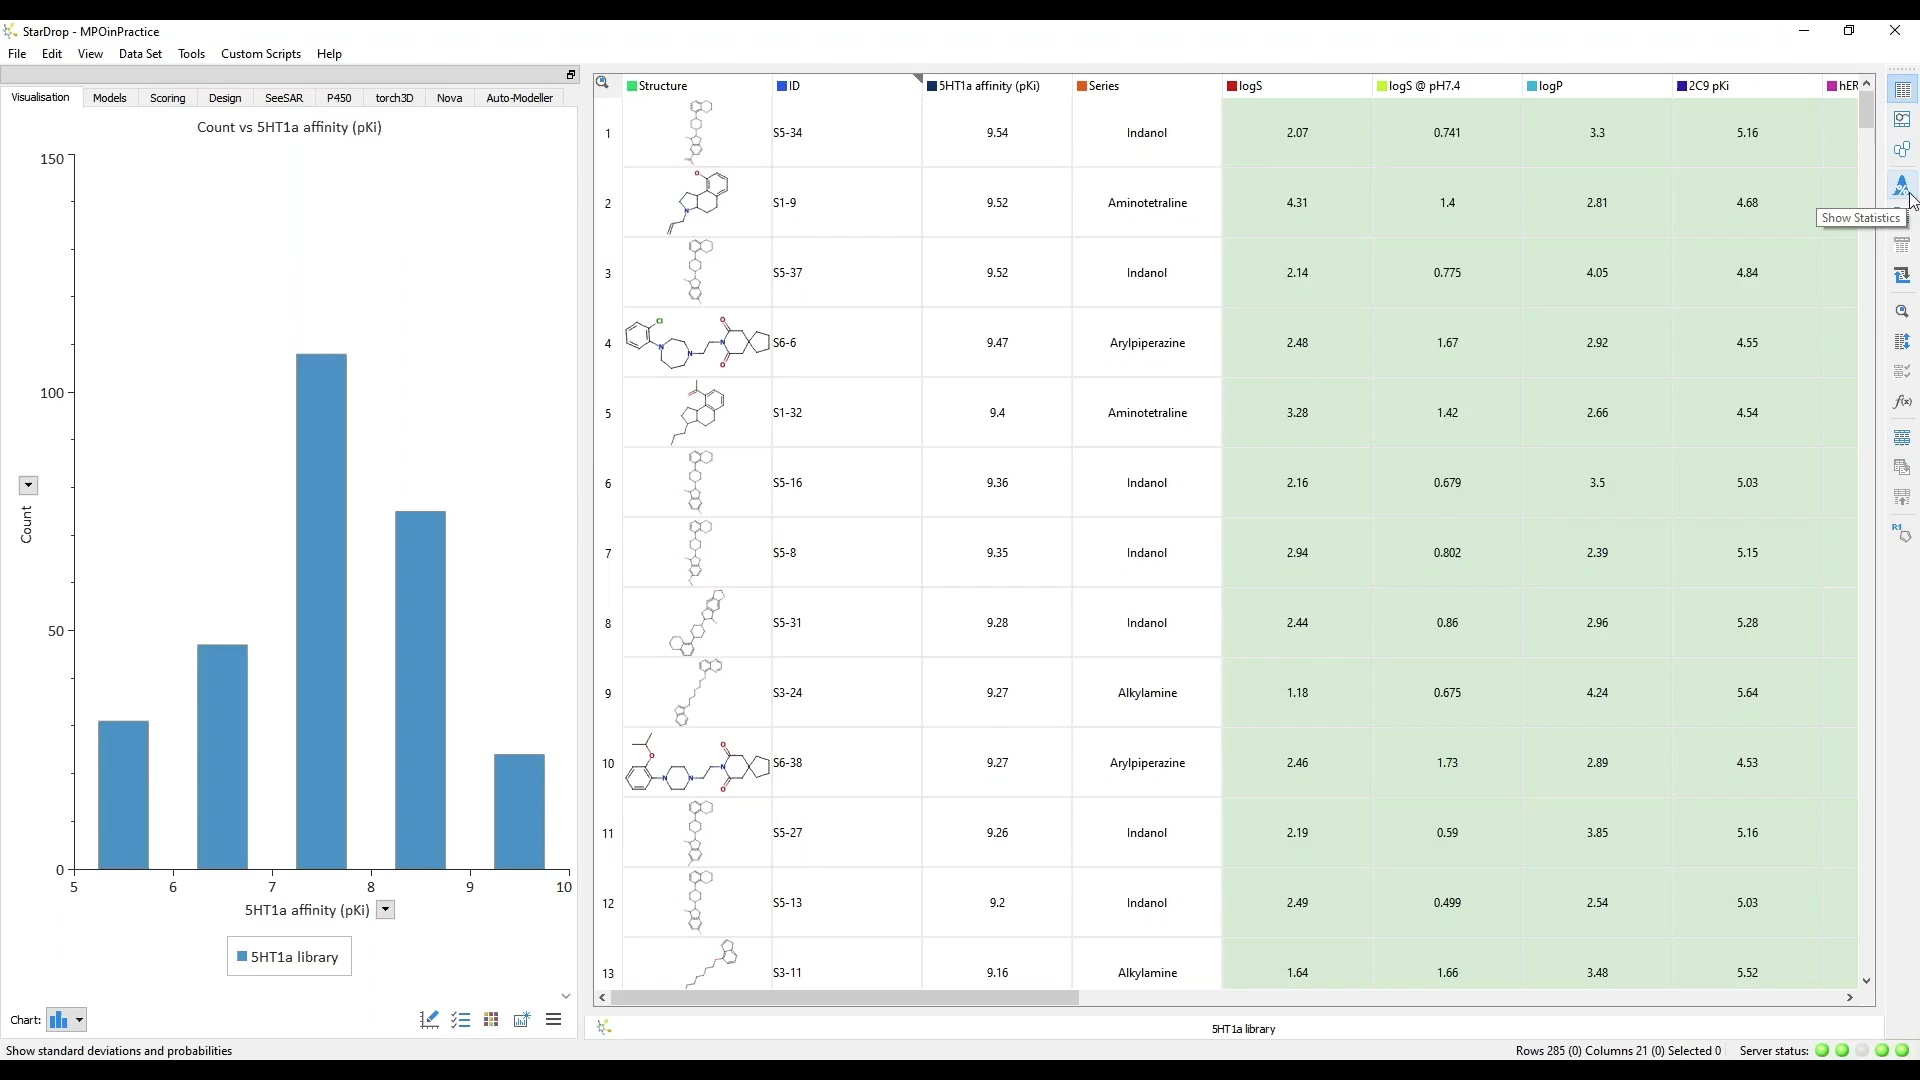 StarDrop - MPOinPractice
File Edit View Data Set Tools Custom Scripts Help
Visualisation Models Scoring Design SeeSAR P450 torch3D Nova Auto-Modeller
Count vs 5HT1a affinity (pKi)
150
100
50
0
Count
5 6 7 8 9 10
5HT1a affinity (pKi)
5HT1a library
Chart:
Structure ID 5HT1a affinity (pKi) Series logS logS @ pH7.4 logP 2C9 pKi hER
1 S5-34 9.54 Indanol 2.07 0.741 3.3 5.16
2 S1-9 9.52 Aminotetraline 4.31 1.4 2.81 4.68
3 S5-37 9.52 Indanol 2.14 0.775 4.05 4.84
4 S6-6 9.47 Arylpiperazine 2.48 1.67 2.92 4.55
5 S1-32 9.4 Aminotetraline 3.28 1.42 2.66 4.54
6 S5-16 9.36 Indanol 2.16 0.679 3.5 5.03
7 S5-8 9.35 Indanol 2.94 0.802 2.39 5.15
8 S5-31 9.28 Indanol 2.44 0.86 2.96 5.28
9 S3-24 9.27 Alkylamine 1.18 0.675 4.24 5.64
10 S6-38 9.27 Arylpiperazine 2.46 1.73 2.89 4.53
11 S5-27 9.26 Indanol 2.19 0.59 3.85 5.16
12 S5-13 9.2 Indanol 2.49 0.499 2.54 5.03
13 S3-11 9.16 Alkylamine 1.64 1.66 3.48 5.52
Show Statistics
f(x)
R1
5HT1a library
Show standard deviations and probabilities
Rows 285 (0) Columns 21 (0) Selected 0 Server status: